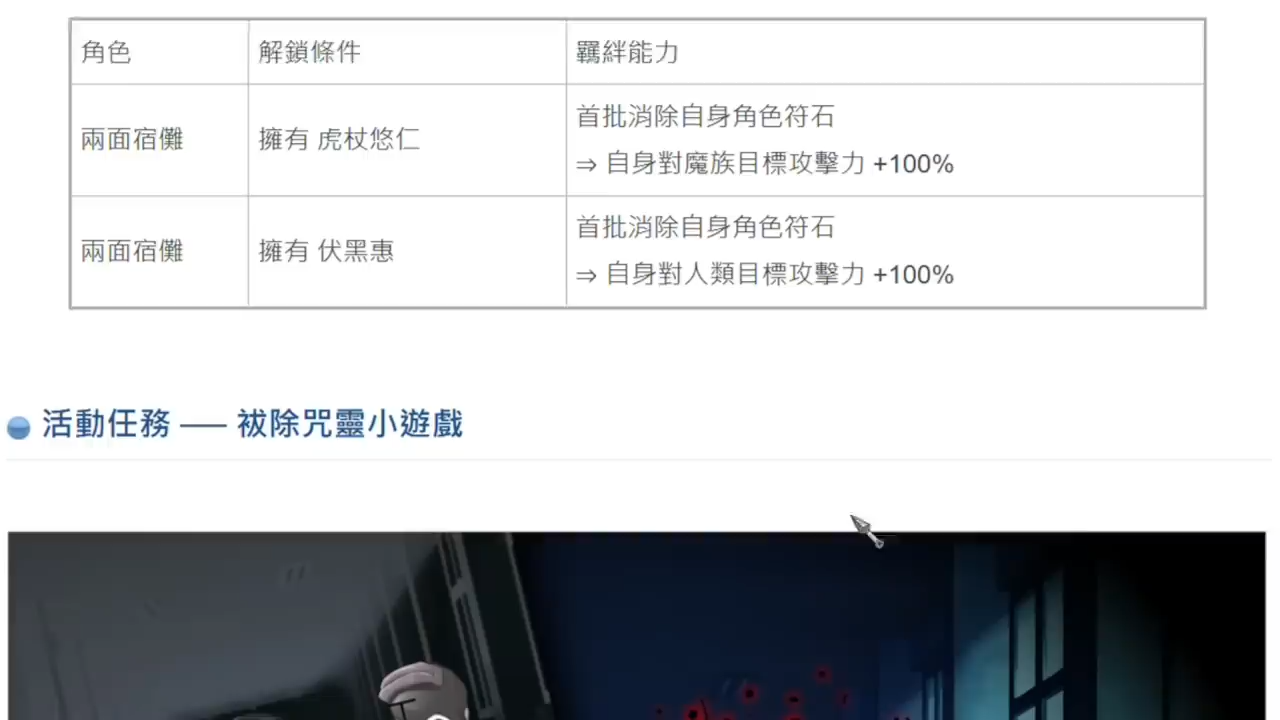 角色 解鎖條件 羈絆能力
兩面宿儺 擁有 虎杖悠仁 首批消除自身角色符石
⇒ 自身對魔族目標攻擊力 +100%
兩面宿儺 擁有 伏黑惠 首批消除自身角色符石
⇒ 自身對人類目標攻擊力 +100%
活動任務 —— 祓除咒靈小遊戲